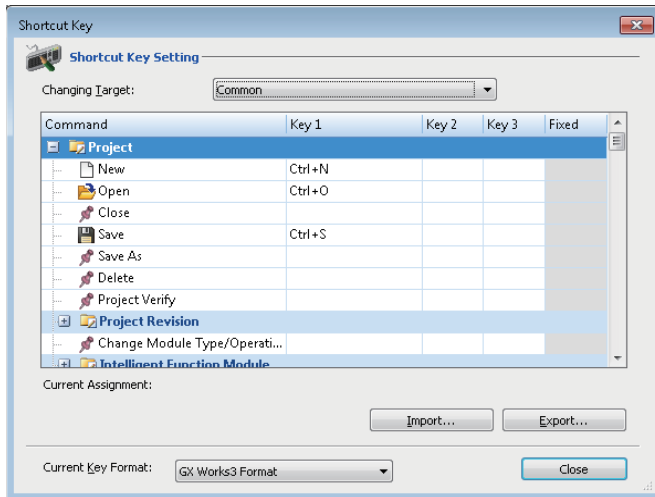 Shortcut Key
Shortcut Key Setting
Changing Target: Common
Command Key 1 Key 2 Key 3 Fixed
Project
New Ctrl+N
Open Ctrl+O
Close
Save Ctrl+S
Save As
Delete
Project Verify
Project Revision
Change Module Type/Operati...
Intelligent Function Module
Current Assignment:
Import... Export...
Current Key Format: GX Works3 Format Close